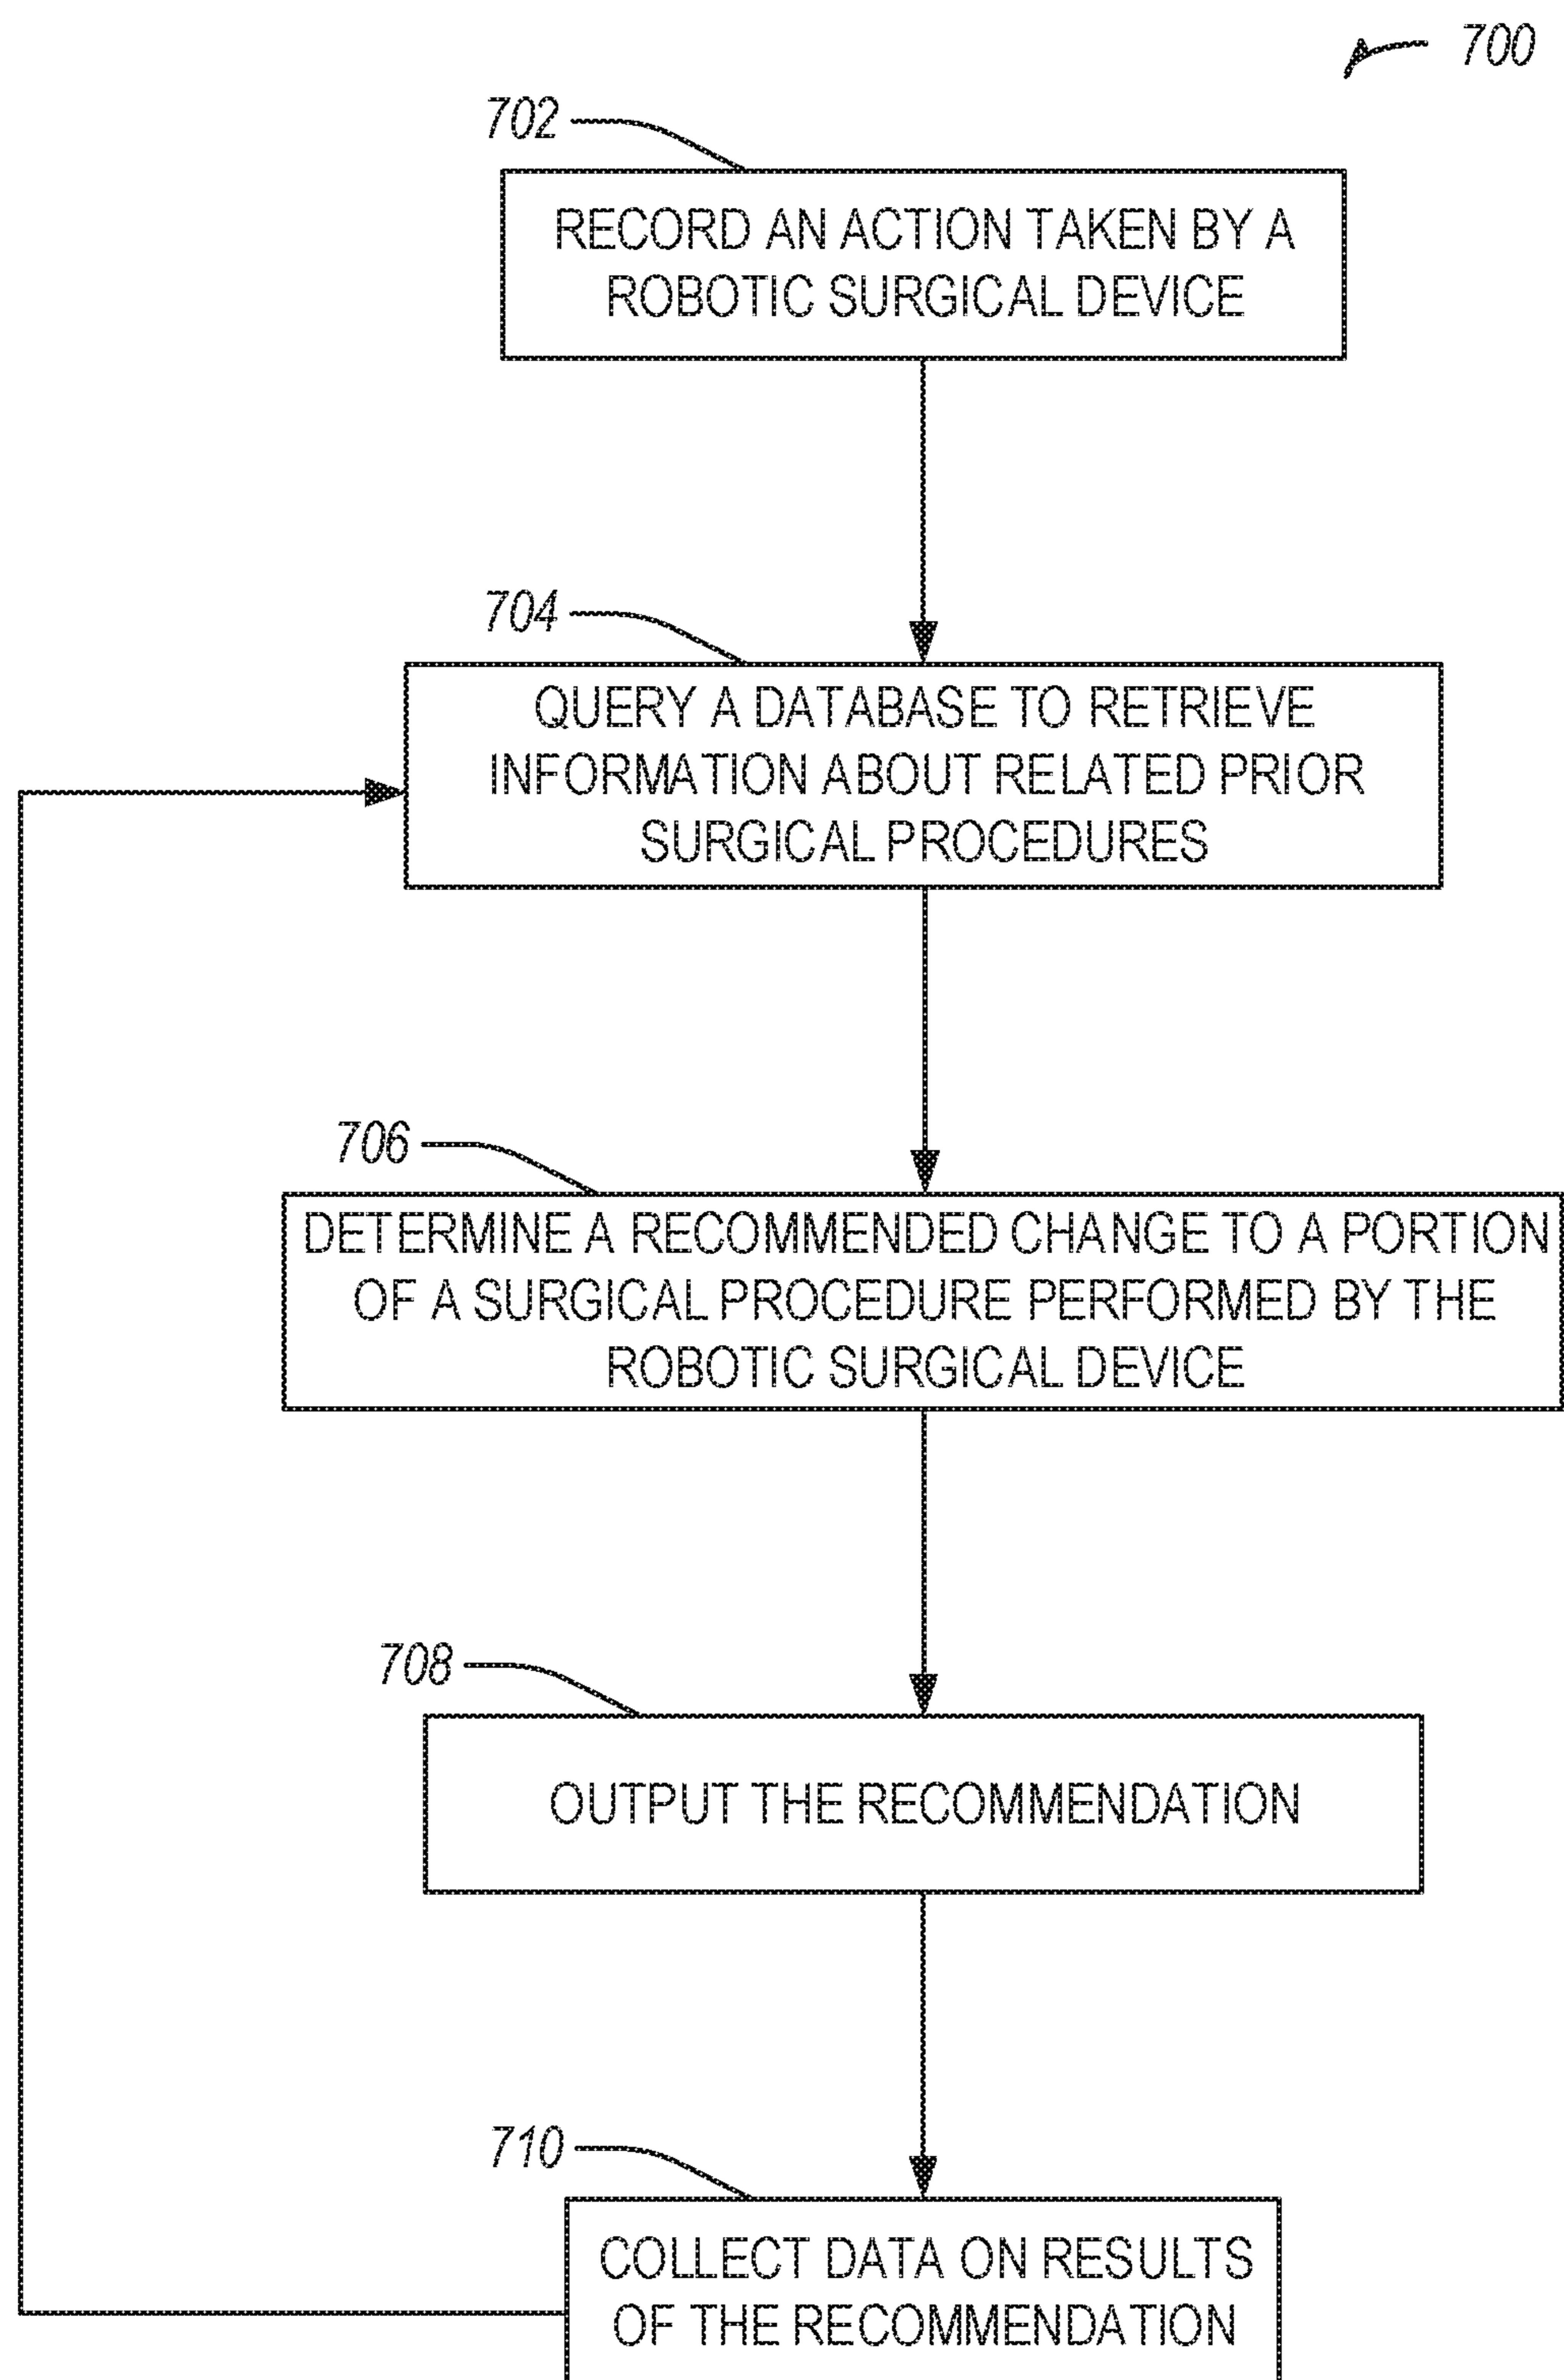 700
702
RECORD AN ACTION TAKEN BY A
ROBOTIC SURGICAL DEVICE
704
QUERY A DATABASE TO RETRIEVE
INFORMATION ABOUT RELATED PRIOR
SURGICAL PROCEDURES
706
DETERMINE A RECOMMENDED CHANGE TO A PORTION
OF A SURGICAL PROCEDURE PERFORMED BY THE
ROBOTIC SURGICAL DEVICE
708
OUTPUT THE RECOMMENDATION
710
COLLECT DATA ON RESULTS
OF THE RECOMMENDATION